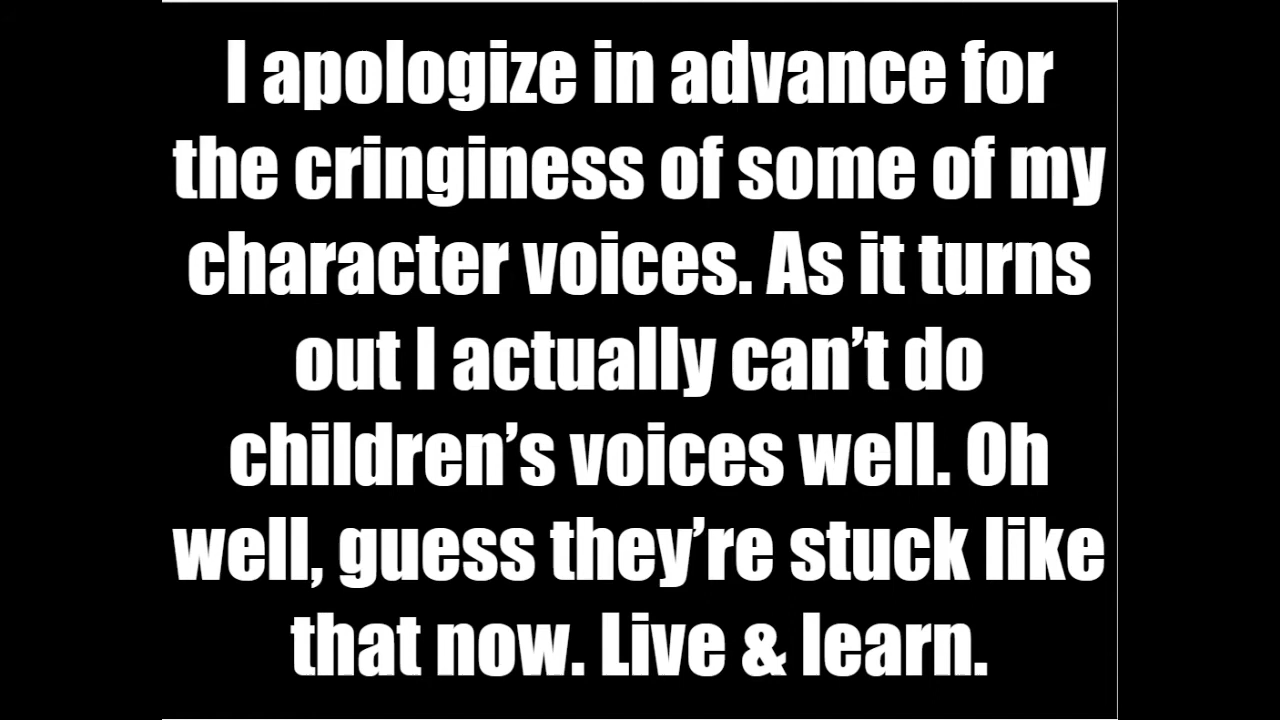 I apologize in advance for
the cringiness of some of my
character voices. As it turns
out I actually can’t do
children’s voices well. Oh
well, guess they’re stuck like
that now. Live & learn.